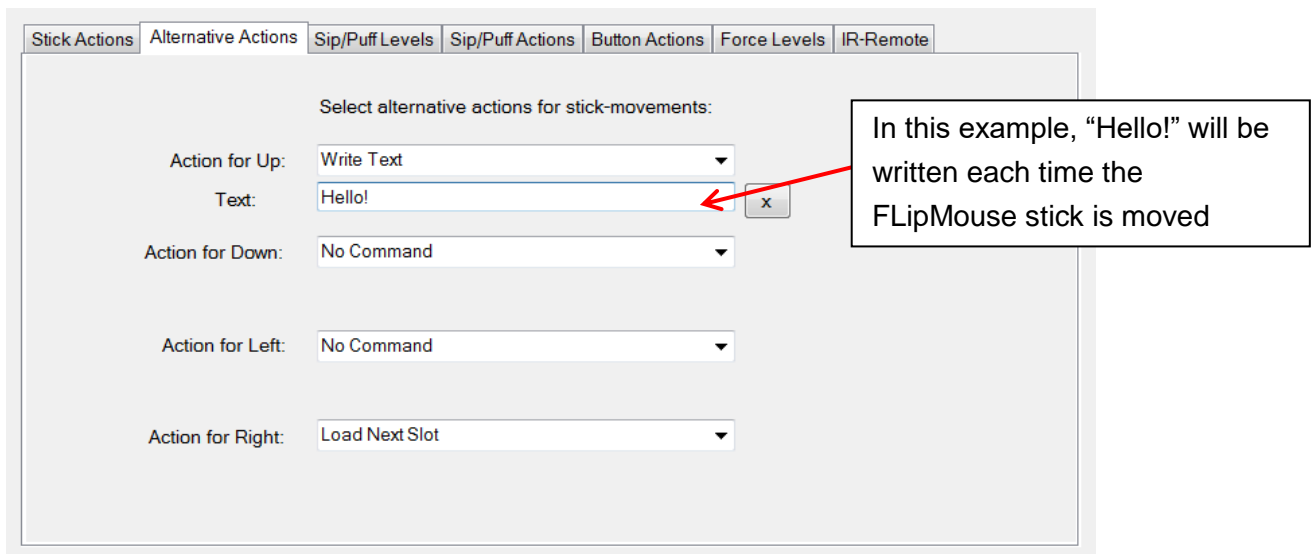 Stick Actions Alternative Actions Sip/Puff Levels Sip/Puff Actions Button Actions Force Levels IR-Remote
Select alternative actions for stick-movements:
Action for Up: Write Text
Text: Hello! x
Action for Down: No Command
Action for Left: No Command
Action for Right: Load Next Slot
In this example, “Hello!” will be
written each time the
FLipMouse stick is moved